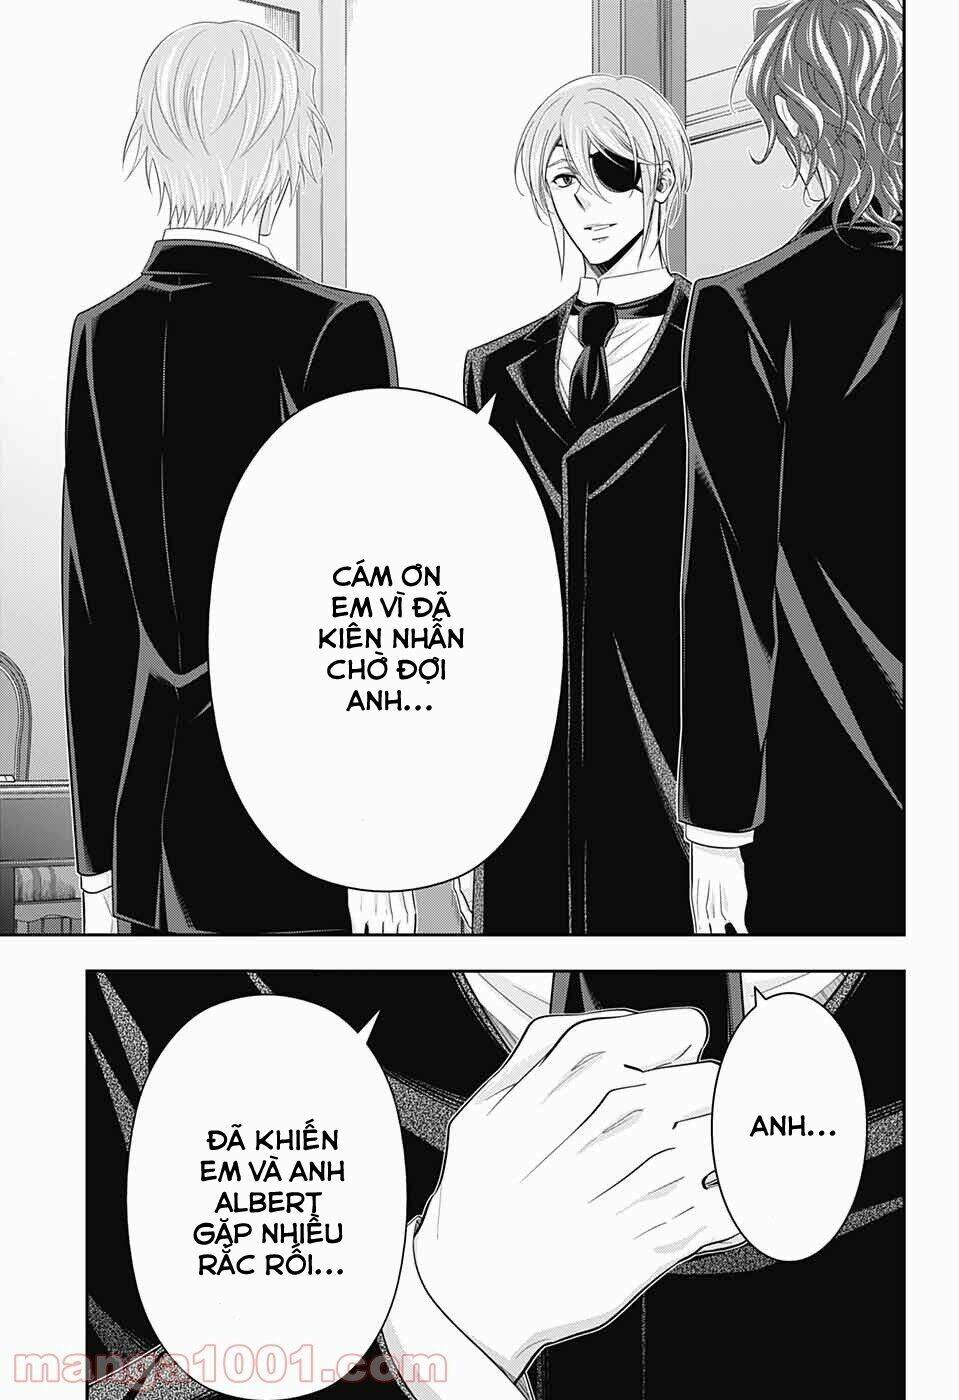 CÁM ƠN
EM VÌ ĐÃ
KIÊN NHẪN
CHỜ ĐỢI
ANH...
ANH...
ĐÃ KHIẾN
EM VÀ ANH
ALBERT
GẶP NHIỀU
RẮC RỐI...
manga1001.com